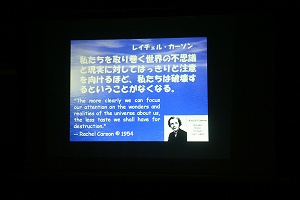 レイチェル・カーソン
私たちを取り巻く世界の不思議
と現実に対してはっきりと注意
を向けるほど、私たちは破壊す
るということがなくなる。
"The more clearly we can focus
our attention on the wonders and
realities of the universe about us,
the less taste we shall have for
destruction."
-- Rachel Carson © 1954